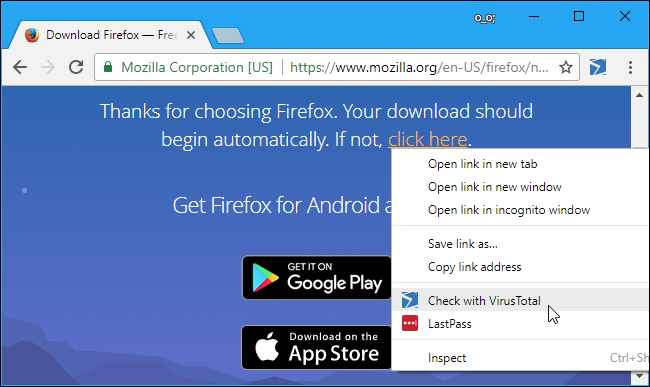 o_o;
Download Firefox — Free
Mozilla Corporation [US] https://www.mozilla.org/en-US/firefox/n...
Thanks for choosing Firefox. Your download should
begin automatically. If not, click here.
Get Firefox for Android a
GET IT ON
Google Play
Download on the
App Store
Open link in new tab
Open link in new window
Open link in incognito window
Save link as...
Copy link address
Check with VirusTotal
LastPass
Inspect Ctrl+Sh